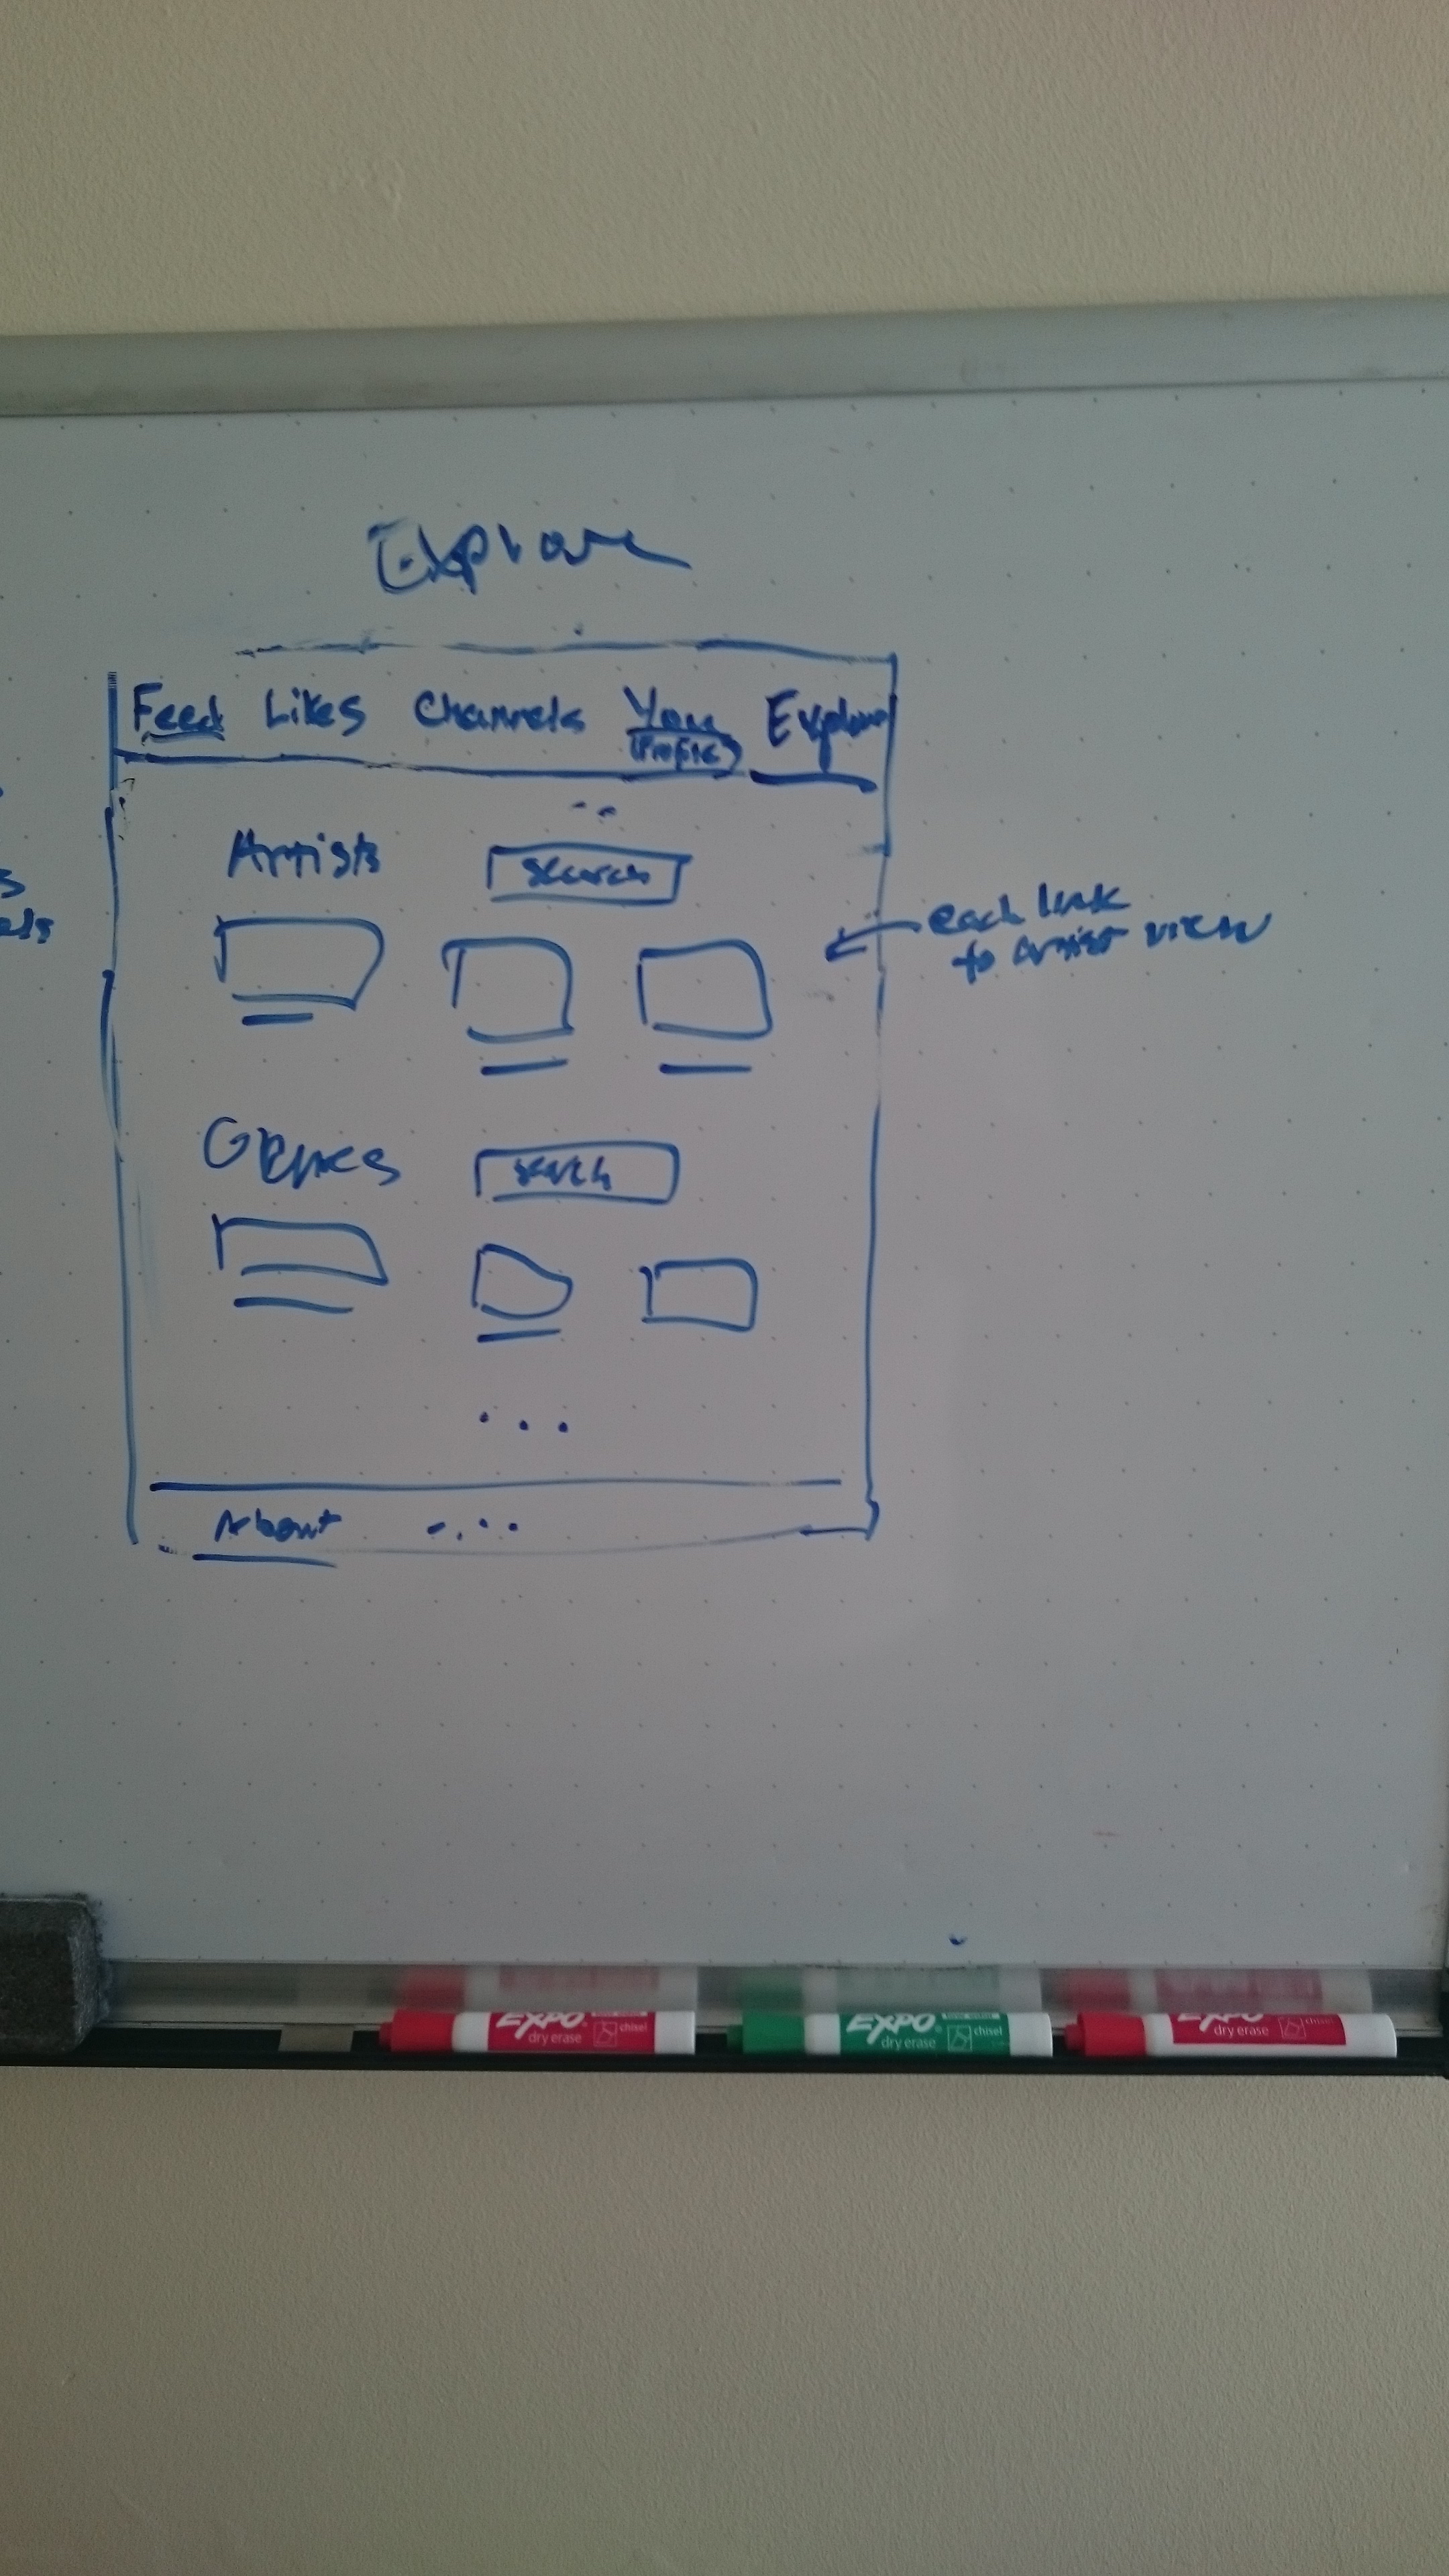 Explore
Feed Likes Channels You Explore
(Profile)
Artists search
each link
to artist view
Genres search
...
About ....
EXPO dry erase chisel
EXPO dry erase chisel
EXPO dry erase chisel